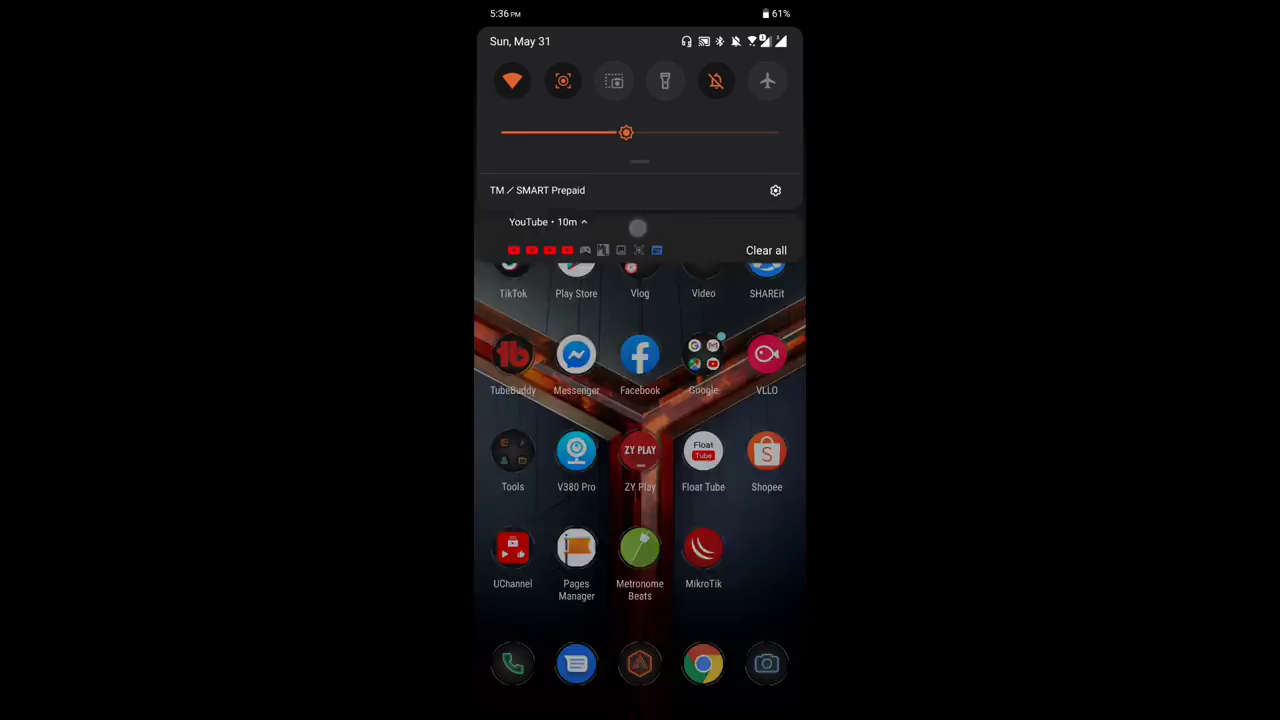 5:36 PM 61%
Sun, May 31
TM / SMART Prepaid
YouTube • 10m
Clear all
TikTok Play Store Vlog Video SHAREit
TubeBuddy Messenger Facebook Google VLLO
ZY PLAY Float Tube
Tools V380 Pro ZY Play Float Tube Shopee
UChannel Pages Manager Metronome Beats MikroTik